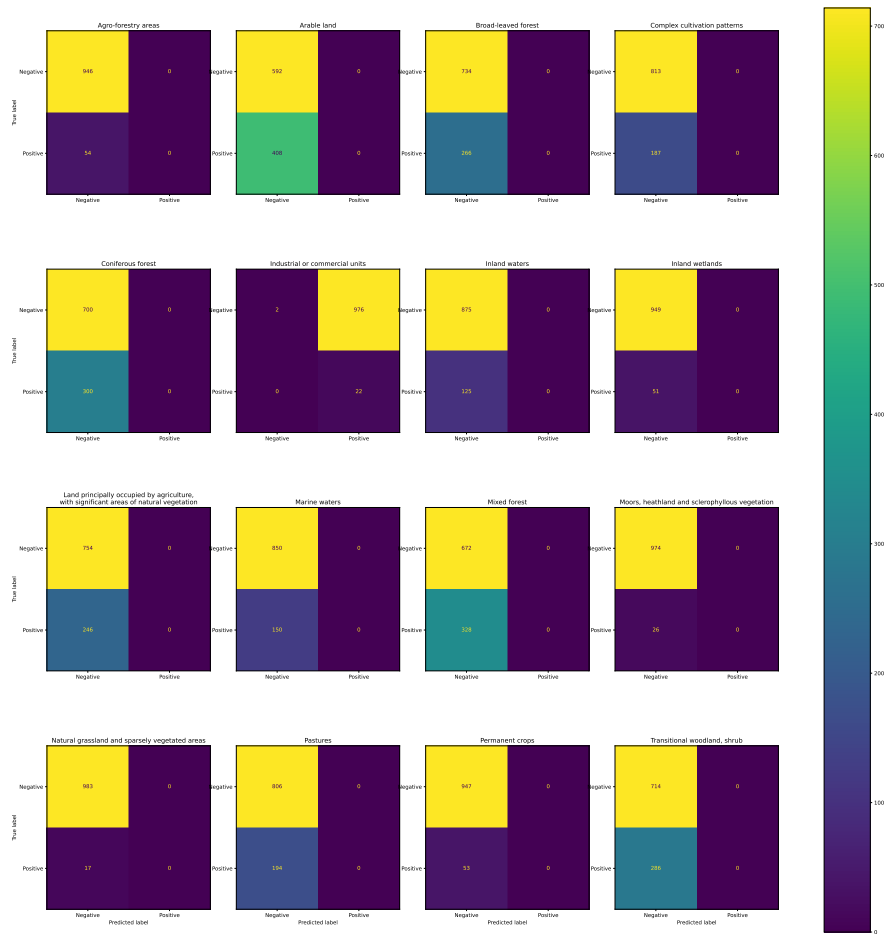 Agro-forestry areas
Arable land
Broad-leaved forest
Complex cultivation patterns
700
Negative
946
0
Negative
592
0
Negative
734
0
Negative
813
0
True label
600
Positive
54
0
Positive
408
0
Positive
266
0
Positive
187
0
Negative
Positive
Negative
Positive
Negative
Positive
Negative
Positive
500
Coniferous forest
Industrial or commercial units
Inland waters
Inland wetlands
Negative
700
0
Negative
2
976
Negative
875
0
Negative
949
0
True label
Positive
300
0
Positive
0
22
Positive
125
0
Positive
51
0
400
Negative
Positive
Negative
Positive
Negative
Positive
Negative
Positive
Land principally occupied by agriculture,
with significant areas of natural vegetation
Marine waters
Mixed forest
Moors, heathland and sclerophyllous vegetation
300
Negative
754
0
Negative
850
0
Negative
672
0
Negative
974
0
True label
Positive
246
0
Positive
150
0
Positive
328
0
Positive
26
0
200
Negative
Positive
Negative
Positive
Negative
Positive
Negative
Positive
Natural grassland and sparsely vegetated areas
Pastures
Permanent crops
Transitional woodland, shrub
Negative
983
0
Negative
806
0
Negative
947
0
Negative
714
0
100
True label
Positive
17
0
Positive
194
0
Positive
53
0
Positive
286
0
Negative
Positive
Negative
Positive
Negative
Positive
Negative
Positive
Predicted label
Predicted label
Predicted label
Predicted label
0